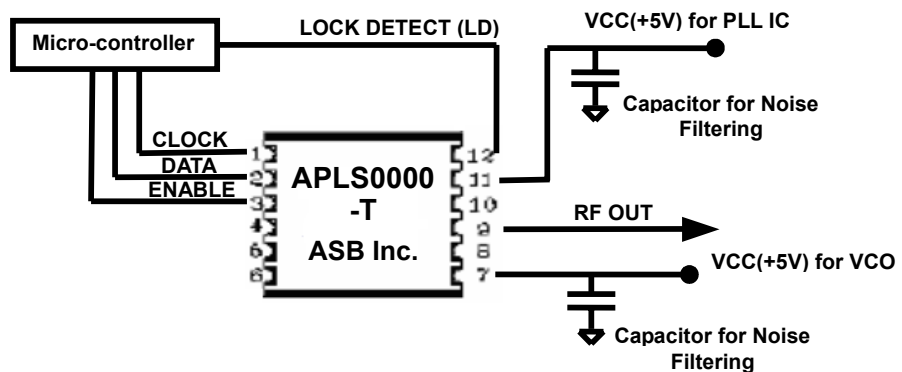 VCC(+5V) for PLL IC
Micro-controller
LOCK DETECT (LD)
Capacitor for Noise
Filtering
CLOCK
DATA
ENABLE
1
2
3
4
5
6
APLS0000
-T
ASB Inc.
12
11
10
9
8
7
RF OUT
VCC(+5V) for VCO
Capacitor for Noise
Filtering